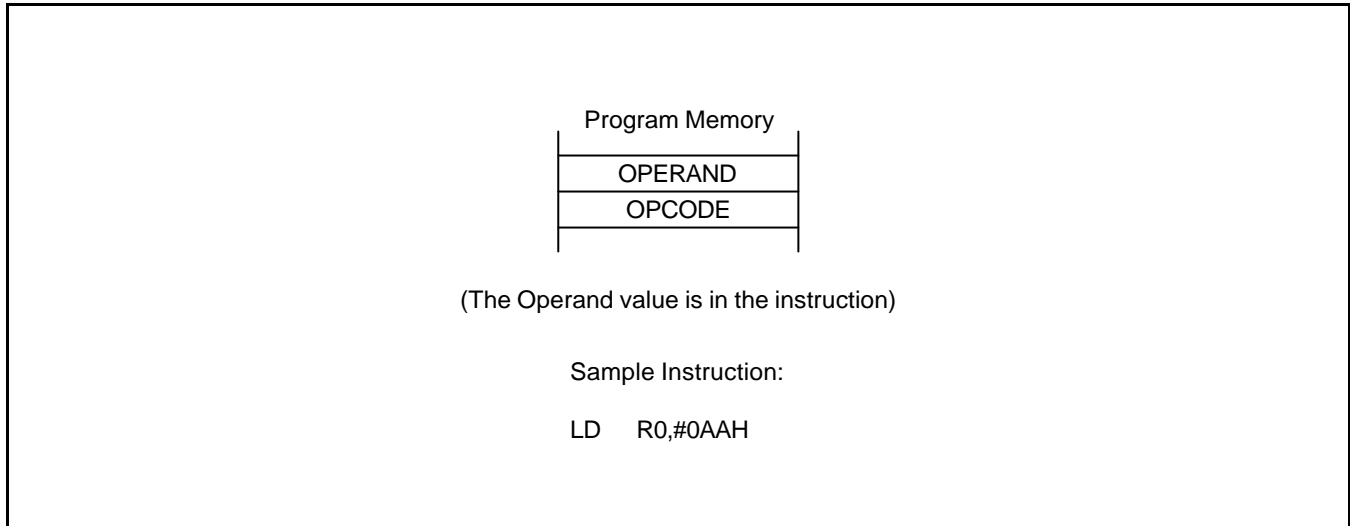 Program Memory
OPERAND
OPCODE
(The Operand value is in the instruction)
Sample Instruction:
LD R0,#0AAH